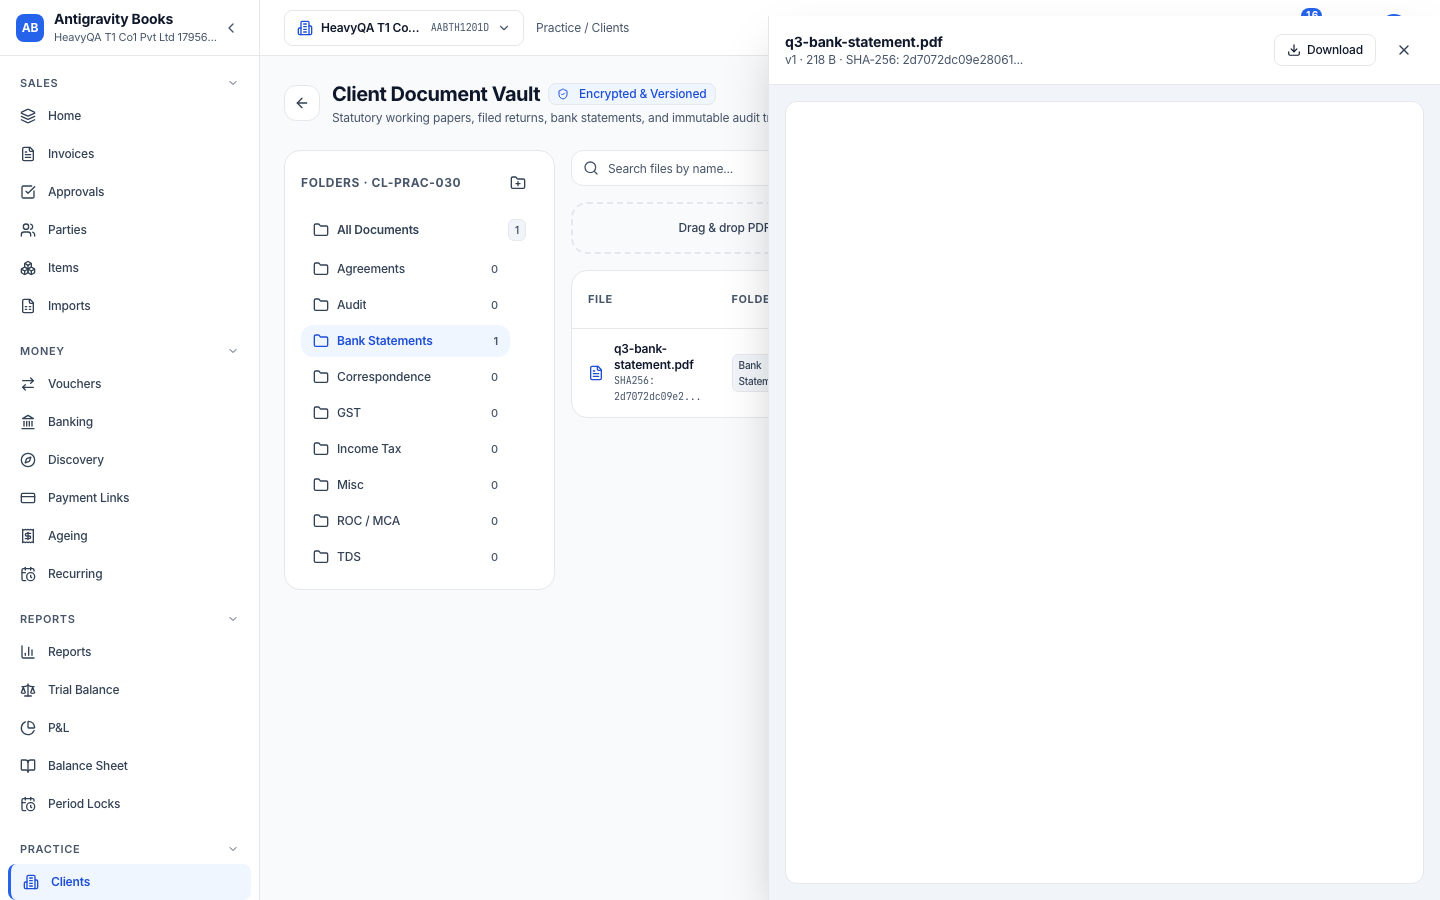 AB
Antigravity Books
HeavyQA T1 Co1 Pvt Ltd 17956...
SALES
Home
Invoices
Approvals
Parties
Items
Imports
MONEY
Vouchers
Banking
Discovery
Payment Links
Ageing
Recurring
REPORTS
Reports
Trial Balance
P&L
Balance Sheet
Period Locks
PRACTICE
Clients
HeavyQA T1 Co... AABTH1201D
Practice / Clients
Client Document Vault
Encrypted & Versioned
Statutory working papers, filed returns, bank statements, and immutable audit
FOLDERS · CL-PRAC-030
All Documents 1
Agreements 0
Audit 0
Bank Statements 1
Correspondence 0
GST 0
Income Tax 0
Misc 0
ROC / MCA 0
TDS 0
Search files by name...
Drag & drop PDF
FILE FOLDE
q3-bank-
statement.pdf
SHA256:
2d7072dc09e2...
Bank
Statem
q3-bank-statement.pdf
v1 · 218 B · SHA-256: 2d7072dc09e28061...
Download